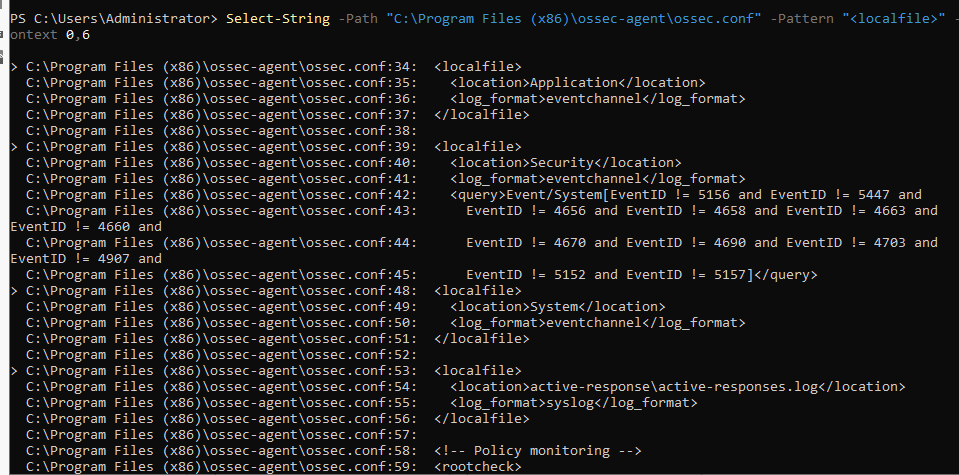 PS C:\Users\Administrator> Select-String -Path "C:\Program Files (x86)\ossec-agent\ossec.conf" -Pattern "<localfile>" -
ontext 0,6
> C:\Program Files (x86)\ossec-agent\ossec.conf:34:  <localfile>
  C:\Program Files (x86)\ossec-agent\ossec.conf:35:    <location>Application</location>
  C:\Program Files (x86)\ossec-agent\ossec.conf:36:    <log_format>eventchannel</log_format>
  C:\Program Files (x86)\ossec-agent\ossec.conf:37:  </localfile>
  C:\Program Files (x86)\ossec-agent\ossec.conf:38:
> C:\Program Files (x86)\ossec-agent\ossec.conf:39:  <localfile>
  C:\Program Files (x86)\ossec-agent\ossec.conf:40:    <location>Security</location>
  C:\Program Files (x86)\ossec-agent\ossec.conf:41:    <log_format>eventchannel</log_format>
  C:\Program Files (x86)\ossec-agent\ossec.conf:42:    <query>Event/System[EventID != 5156 and EventID != 5447 and
  C:\Program Files (x86)\ossec-agent\ossec.conf:43:      EventID != 4656 and EventID != 4658 and EventID != 4663 and
EventID != 4660 and
  C:\Program Files (x86)\ossec-agent\ossec.conf:44:      EventID != 4670 and EventID != 4690 and EventID != 4703 and
EventID != 4907 and
  C:\Program Files (x86)\ossec-agent\ossec.conf:45:      EventID != 5152 and EventID != 5157]</query>
> C:\Program Files (x86)\ossec-agent\ossec.conf:48:  <localfile>
  C:\Program Files (x86)\ossec-agent\ossec.conf:49:    <location>System</location>
  C:\Program Files (x86)\ossec-agent\ossec.conf:50:    <log_format>eventchannel</log_format>
  C:\Program Files (x86)\ossec-agent\ossec.conf:51:  </localfile>
  C:\Program Files (x86)\ossec-agent\ossec.conf:52:
> C:\Program Files (x86)\ossec-agent\ossec.conf:53:  <localfile>
  C:\Program Files (x86)\ossec-agent\ossec.conf:54:    <location>active-response\active-responses.log</location>
  C:\Program Files (x86)\ossec-agent\ossec.conf:55:    <log_format>syslog</log_format>
  C:\Program Files (x86)\ossec-agent\ossec.conf:56:  </localfile>
  C:\Program Files (x86)\ossec-agent\ossec.conf:57:
  C:\Program Files (x86)\ossec-agent\ossec.conf:58:  <!-- Policy monitoring -->
  C:\Program Files (x86)\ossec-agent\ossec.conf:59:  <rootcheck>